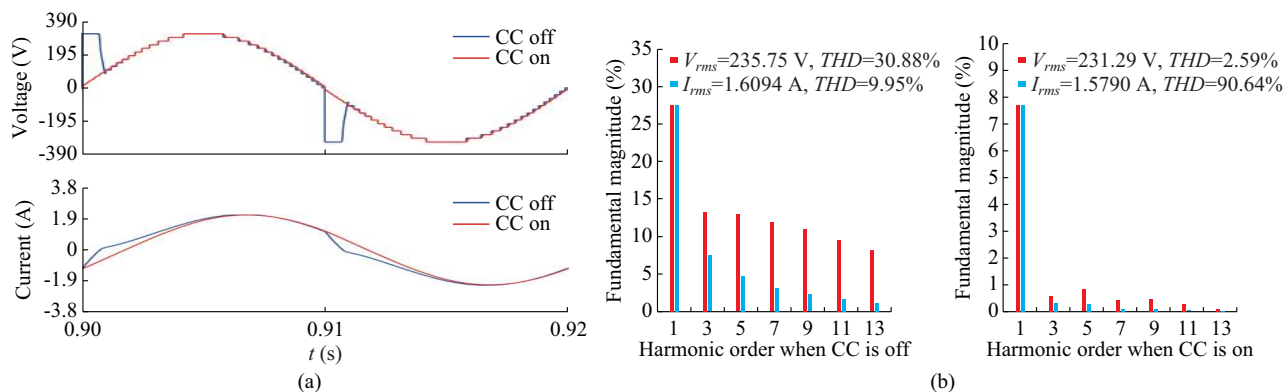 390
195
0
-195
-390
Voltage (V)
CC off
CC on
3.8
1.9
0
-1.9
-3.8
Current (A)
CC off
CC on
0.90
0.91
0.92
t (s)
(a)
35
30
25
20
15
10
5
0
Fundamental magnitude (%)
Vrms=235.75 V, THD=30.88%
Irms=1.6094 A, THD=9.95%
1 3 5 7 9 11 13
Harmonic order when CC is off
10
9
8
7
6
5
4
3
2
1
0
Fundamental magnitude (%)
Vrms=231.29 V, THD=2.59%
Irms=1.5790 A, THD=90.64%
1 3 5 7 9 11 13
Harmonic order when CC is on
(b)